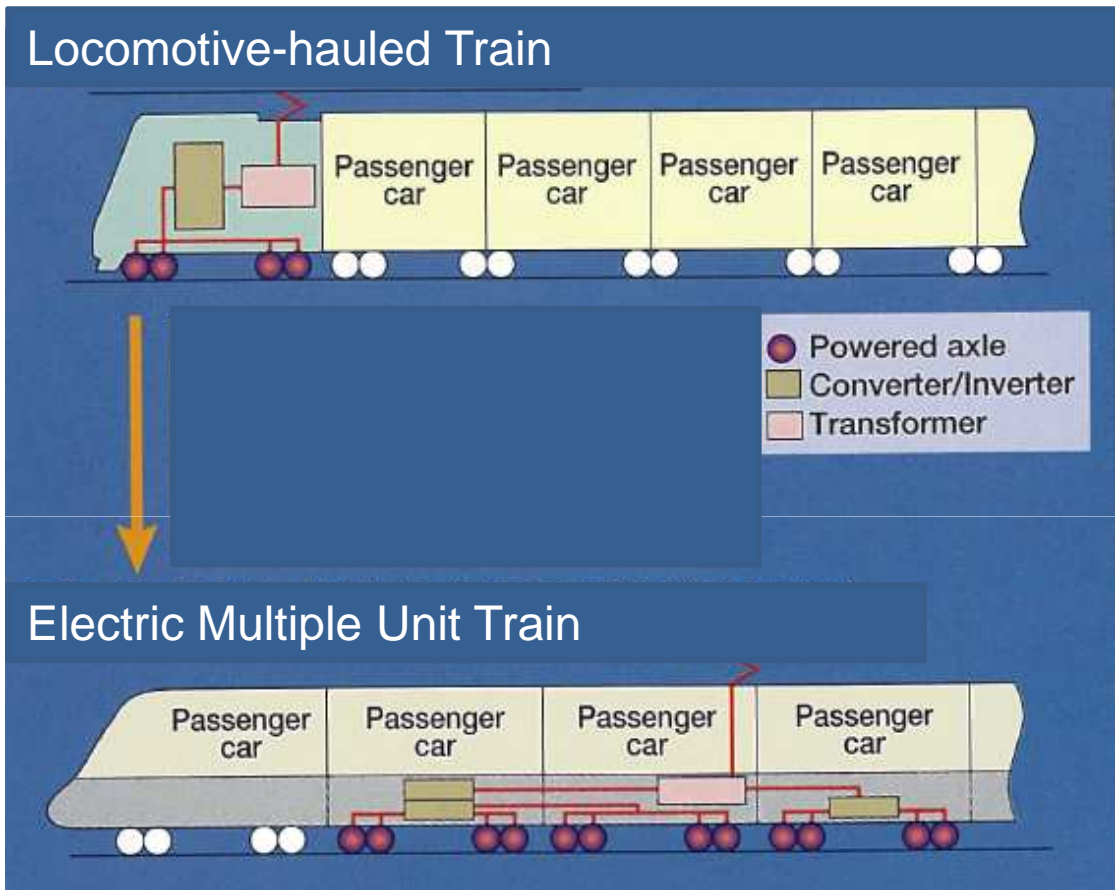 Locomotive-hauled Train
Passenger car
Passenger car
Passenger car
Passenger car
Powered axle
Converter/Inverter
Transformer
Electric Multiple Unit Train
Passenger car
Passenger car
Passenger car
Passenger car